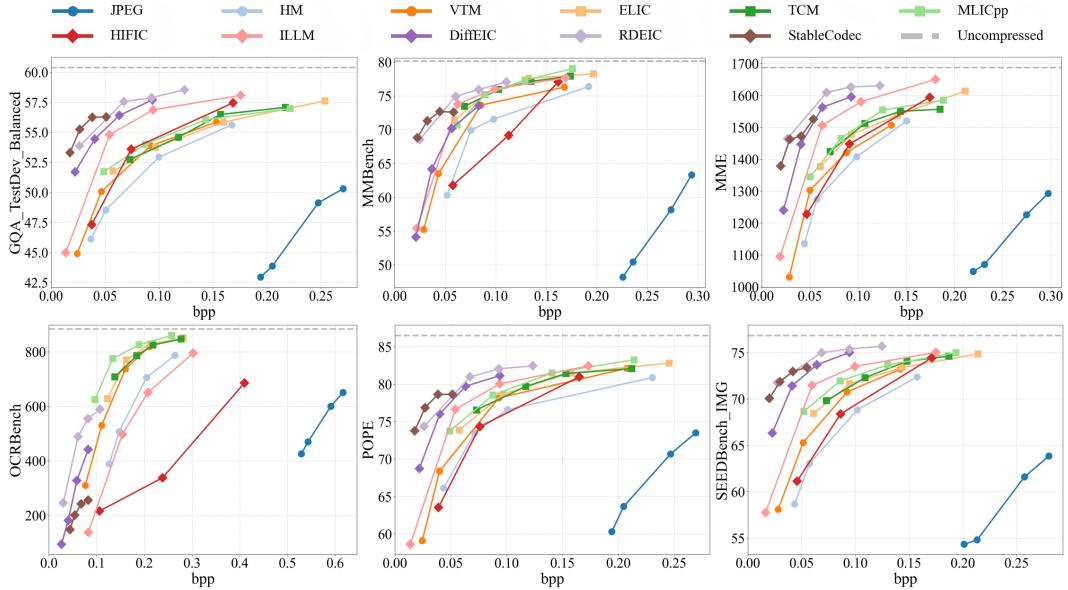 JPEG HM VTM ELIC TCM MLICpp
HIFIC ILLM DiffEIC RDEIC StableCodec Uncompressed
GQA_TestDev_Balanced
60.0
57.5
55.0
52.5
50.0
47.5
45.0
42.5
0.00 0.05 0.10 0.15 0.20 0.25
bpp
MMBench
80
75
70
65
60
55
50
0.00 0.05 0.10 0.15 0.20 0.25 0.30
bpp
MME
1700
1600
1500
1400
1300
1200
1100
1000
0.00 0.05 0.10 0.15 0.20 0.25 0.30
bpp
OCRBench
800
600
400
200
0.0 0.1 0.2 0.3 0.4 0.5 0.6
bpp
POPE
85
80
75
70
65
60
0.00 0.05 0.10 0.15 0.20 0.25
bpp
SEEDBench_IMG
75
70
65
60
55
0.00 0.05 0.10 0.15 0.20 0.25
bpp